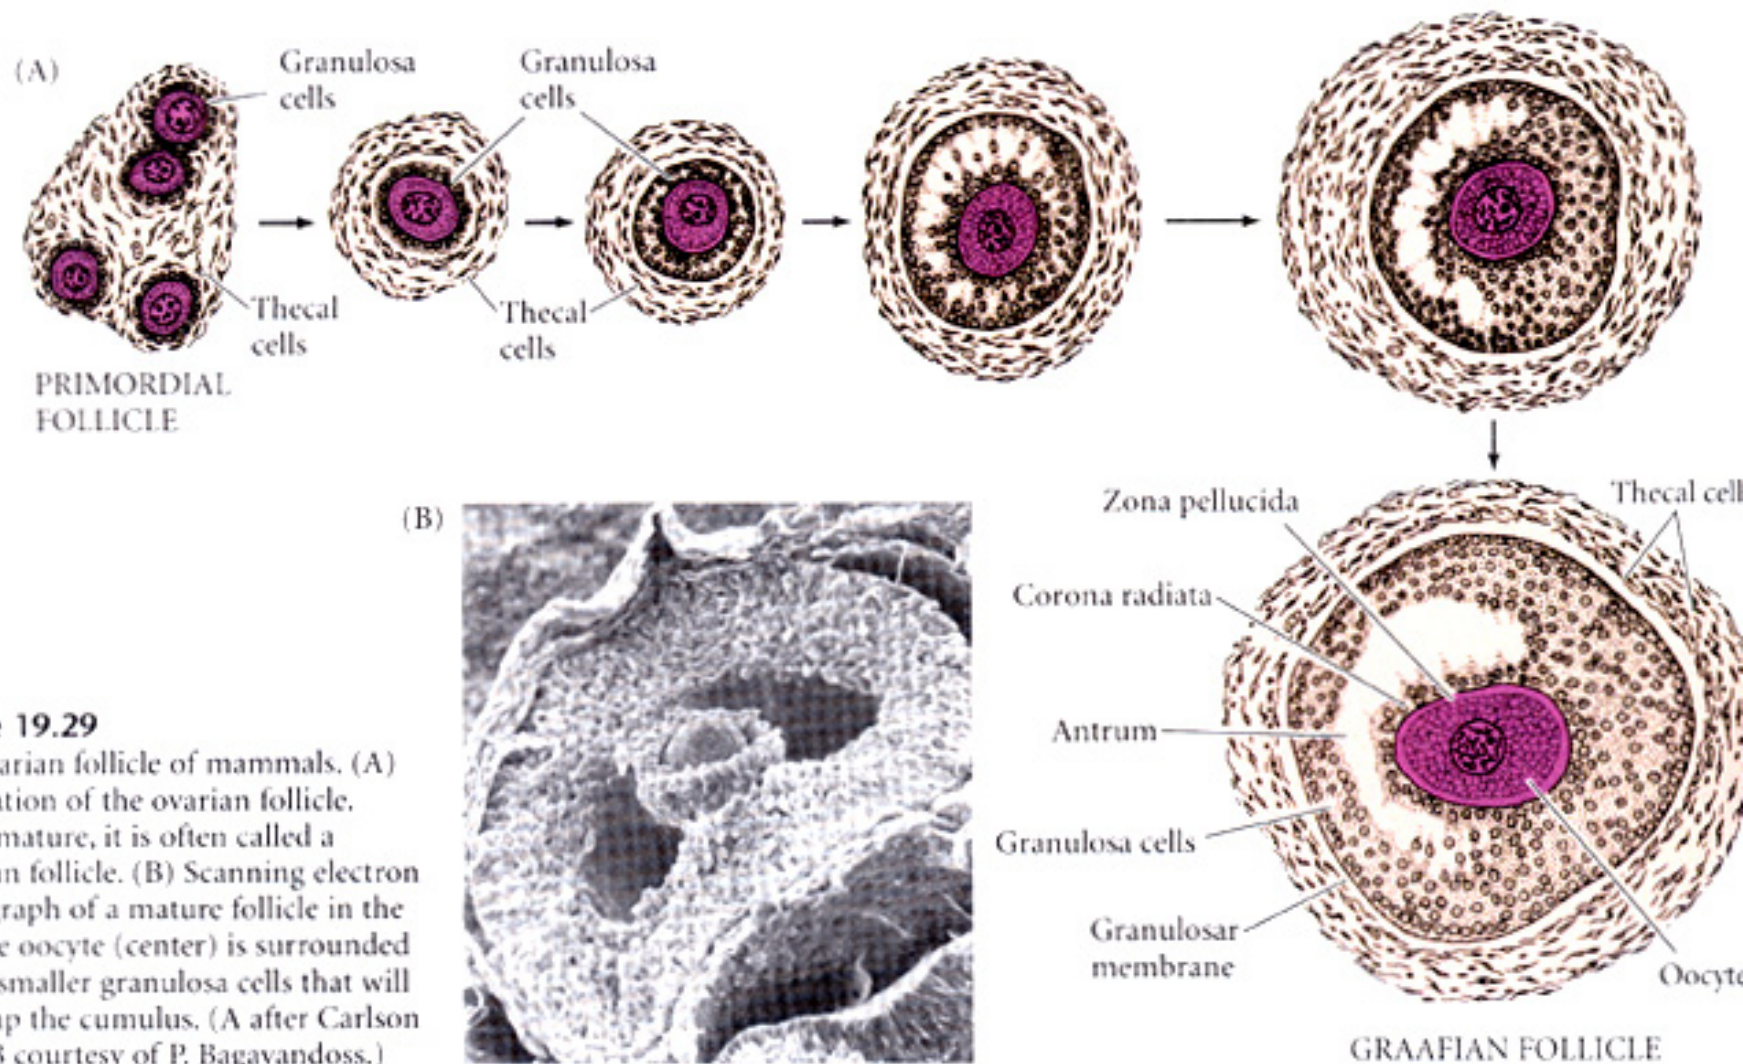 (A)
Granulosa
cells
Granulosa
cells
Thecal
cells
Thecal
cells
PRIMORDIAL
FOLLICLE
(B)
Zona pellucida
Thecal cell
Corona radiata
Antrum
Granulosa cells
Granulosar
membrane
Oocyte
GRAAFIAN FOLLICLE
19.29
arian follicle of mammals. (A)
ation of the ovarian follicle.
mature, it is often called a
an follicle. (B) Scanning electron
graph of a mature follicle in the
e oocyte (center) is surrounded
smaller granulosa cells that will
up the cumulus. (A after Carlson
B courtesy of P. Bagavandoss.)